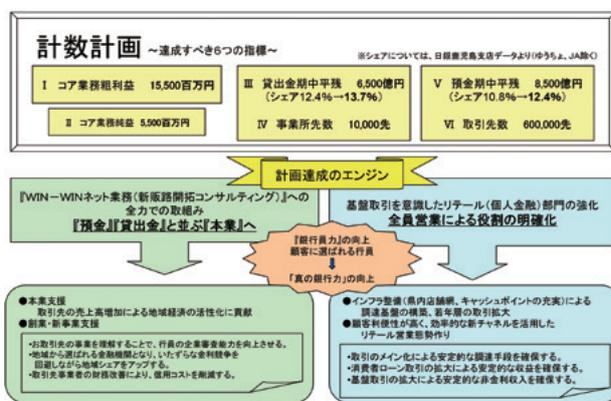 計数計画 ~達成すべき6つの指標~
※シェアについては、日銀鹿児島支店データより(ゆうちょ、JA除く)
Ⅰ コア業務粗利益 15,500百万円
Ⅱ コア業務純益 5,500百万円
Ⅲ 貸出金期中平残 6,500億円
(シェア12.4%→13.7%)
Ⅳ 事業所先数 10,000先
Ⅴ 預金期中平残 8,500億円
(シェア10.8%→12.4%)
Ⅵ 取引先数 600,000先
計画達成のエンジン
『WIN-WINネット業務(新販路開拓コンサルティング)』への
全力での取組み
『預金』『貸出金』と並ぶ『本業』へ
基盤取引を意識したリテール(個人金融)部門の強化
全員営業による役割の明確化
『銀行員力』の向上
顧客に選ばれる行員
「真の銀行力」の向上
●本業支援
取引先の売上高増加による地域経済の活性化に貢献
●創業・新事業支援
・お取引先の事業を理解することで、行員の企業審査能力を向上させる。
・地域から選ばれる金融機関となり、いたずらな金利競争を
回避しながら地域シェアをアップする。
・取引先事業者の財務改善により、信用コストを削減する。
●インフラ整備(県内店舗網、キャッシュポイントの充実)による
調達基盤の構築、若年層の取引拡大
●顧客利便性が高く、効率的な新チャネルを活用した
リテール営業態勢作り
・取引のメイン化による安定的な調達手段を確保する。
・消費者ローン取引の拡大による安定的な収益を確保する。
・基盤取引の拡大による安定的な非金利収入を確保する。